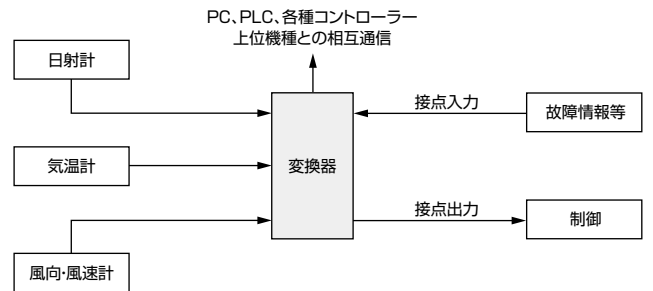 PC、PLC、各種コントローラー
上位機種との相互通信
日射計
気温計
風向・風速計
変換器
接点入力
故障情報等
接点出力
制御